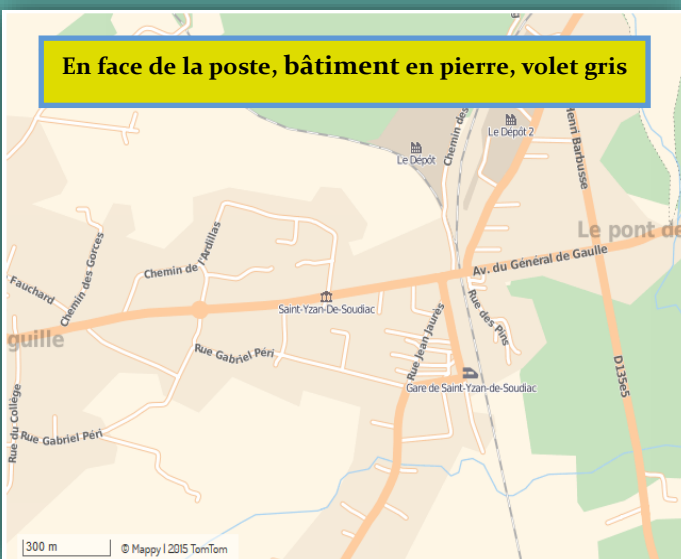 En face de la poste, bâtiment en pierre, volet gris
Le Dépôt 2
Le Dépôt
Chemin des
Henri Barbusse
Le pont de
Av. du Général de Gaulle
Chemin de l'Ardillas
Chemin des Gorces
Fauchard
Saint-Yzan-De-Soudiac
Rue des Pins
guille
Rue Gabriel Péri
Rue Jean Jaurès
D135e5
Gare de Saint-Yzan-de-Soudiac
Rue du Collège
Rue Gabriel Péri
300 m
© Mappy | 2015 TomTom